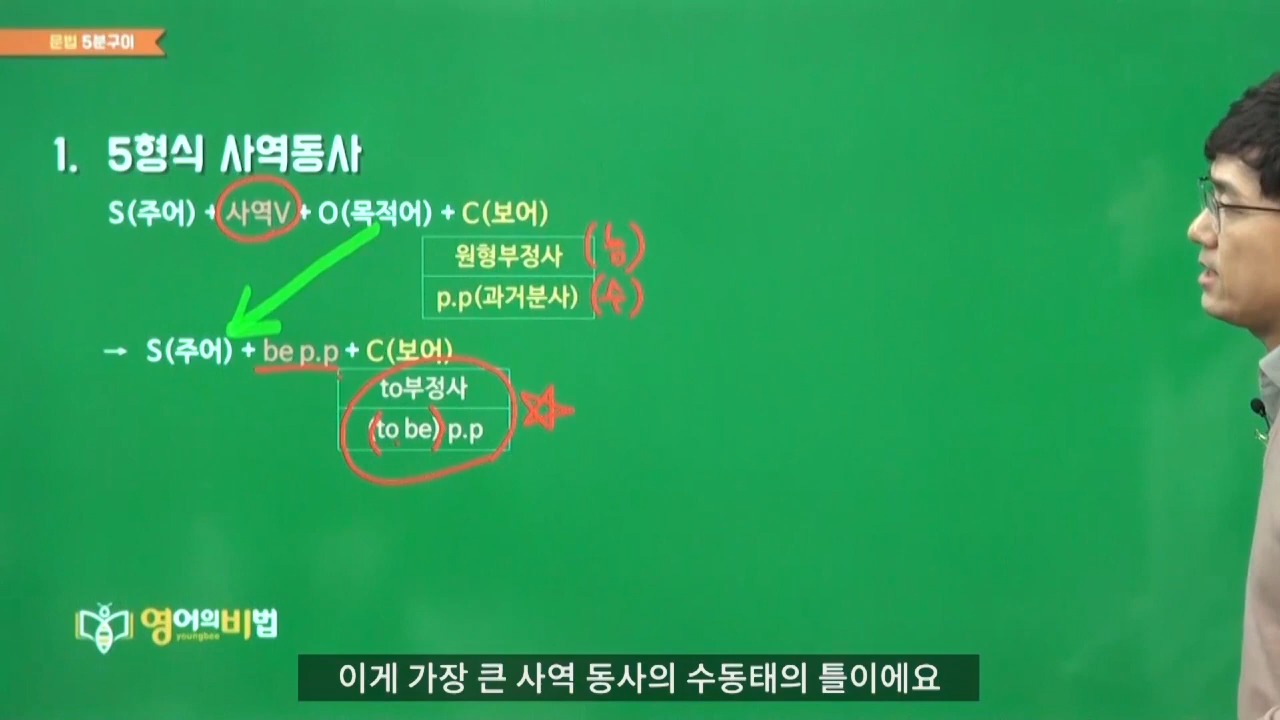 문법 5분구이
1. 5형식 사역동사
S(주어) + 사역V + O(목적어) + C(보어)
원형부정사 (능)
p.p(과거분사) (수)
→ S(주어) + be p.p + C(보어)
to부정사
(to be) p.p
영어의비법
youngbee
이게 가장 큰 사역 동사의 수동태의 틀이에요